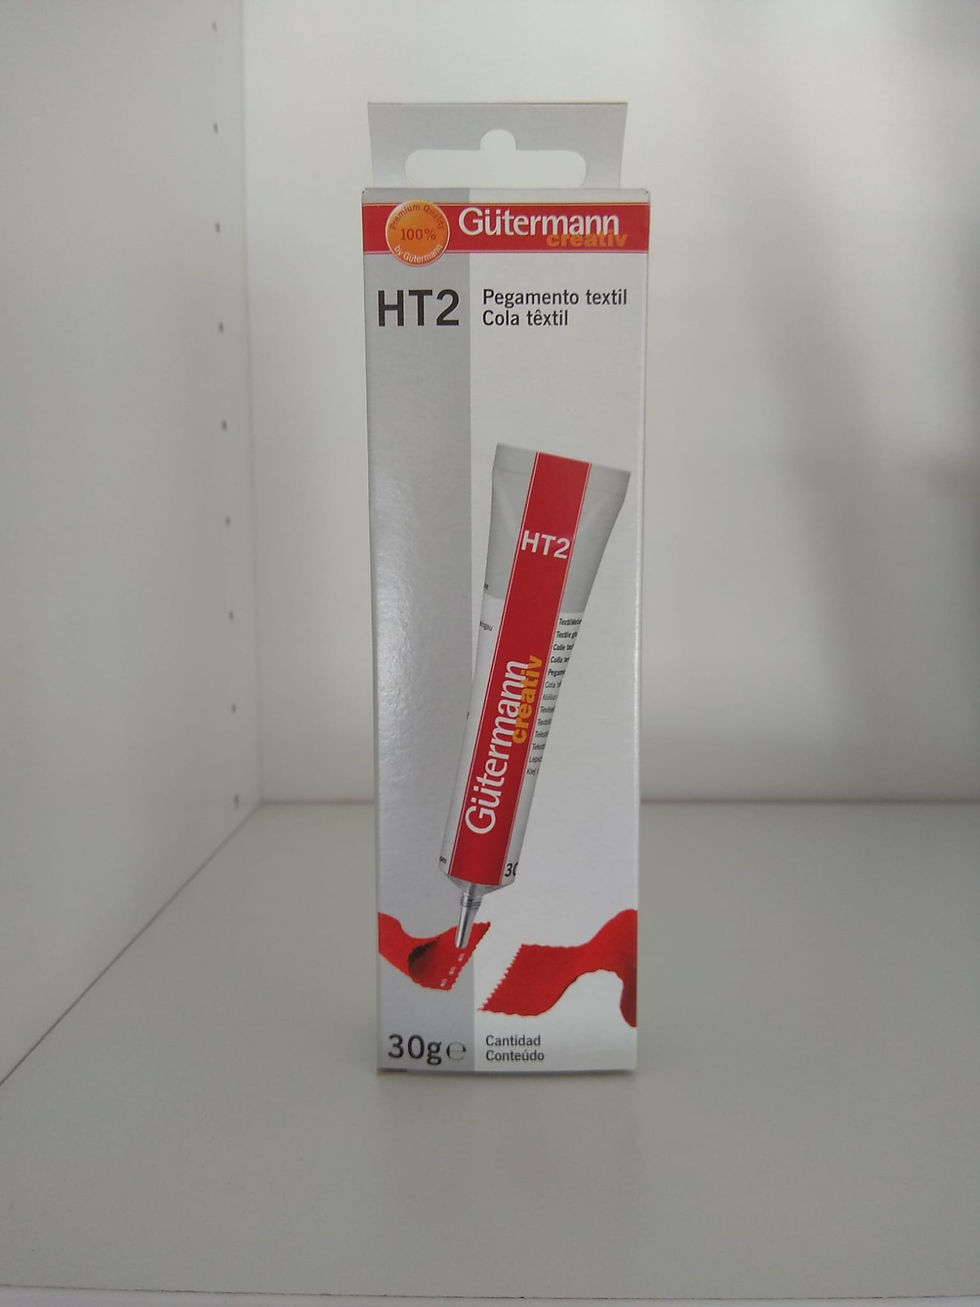 Premium Quality
100%
by Gütermann
Gütermann
creativ
HT2
Pegamento textil
Cola têxtil
HT2
Gütermann
creativ
30g ℮
Cantidad
Conteúdo